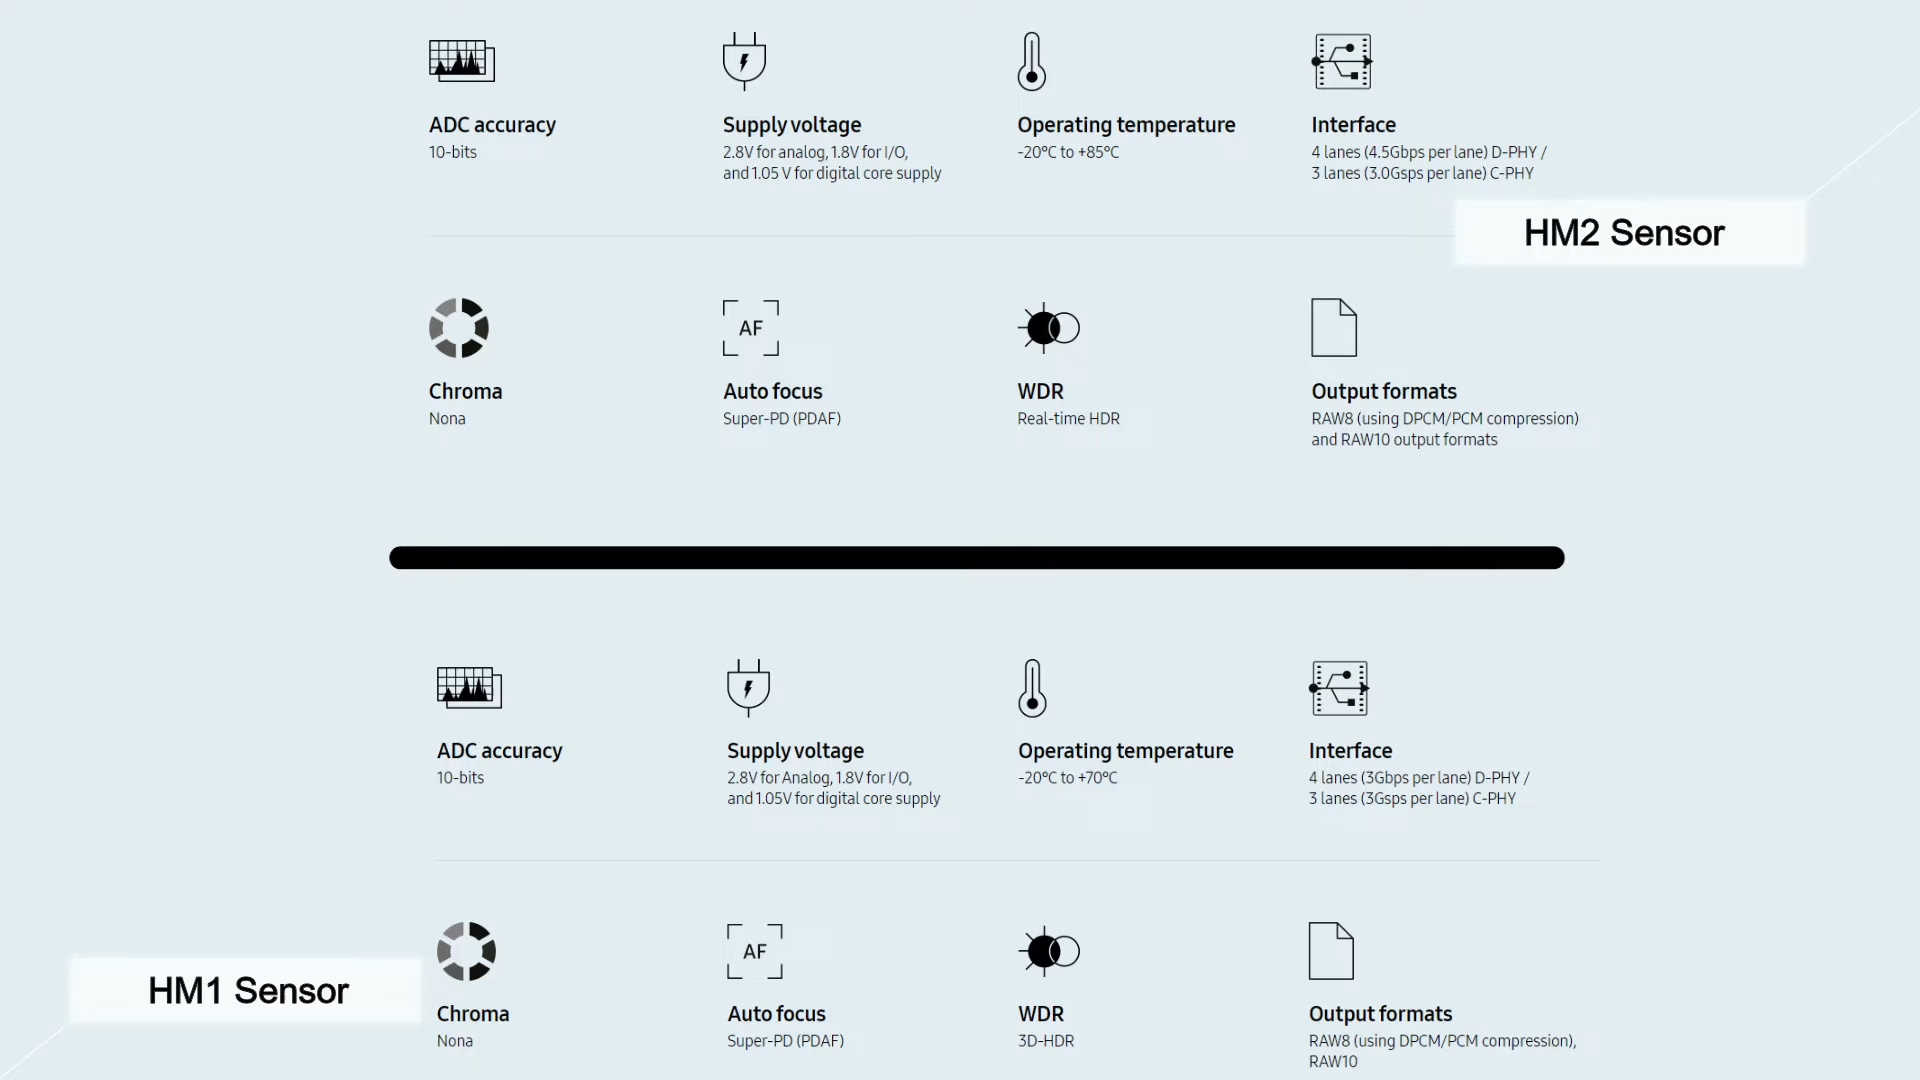 ADC accuracy
10-bits
Supply voltage
2.8V for analog, 1.8V for I/O,
and 1.05 V for digital core supply
Operating temperature
-20°C to +85°C
Interface
4 lanes (4.5Gbps per lane) D-PHY /
3 lanes (3.0Gsps per lane) C-PHY
HM2 Sensor
Chroma
Nona
AF
Auto focus
Super-PD (PDAF)
WDR
Real-time HDR
Output formats
RAW8 (using DPCM/PCM compression)
and RAW10 output formats
ADC accuracy
10-bits
Supply voltage
2.8V for Analog, 1.8V for I/O,
and 1.05V for digital core supply
Operating temperature
-20°C to +70°C
Interface
4 lanes (3Gbps per lane) D-PHY /
3 lanes (3Gsps per lane) C-PHY
HM1 Sensor
Chroma
Nona
AF
Auto focus
Super-PD (PDAF)
WDR
3D-HDR
Output formats
RAW8 (using DPCM/PCM compression),
RAW10